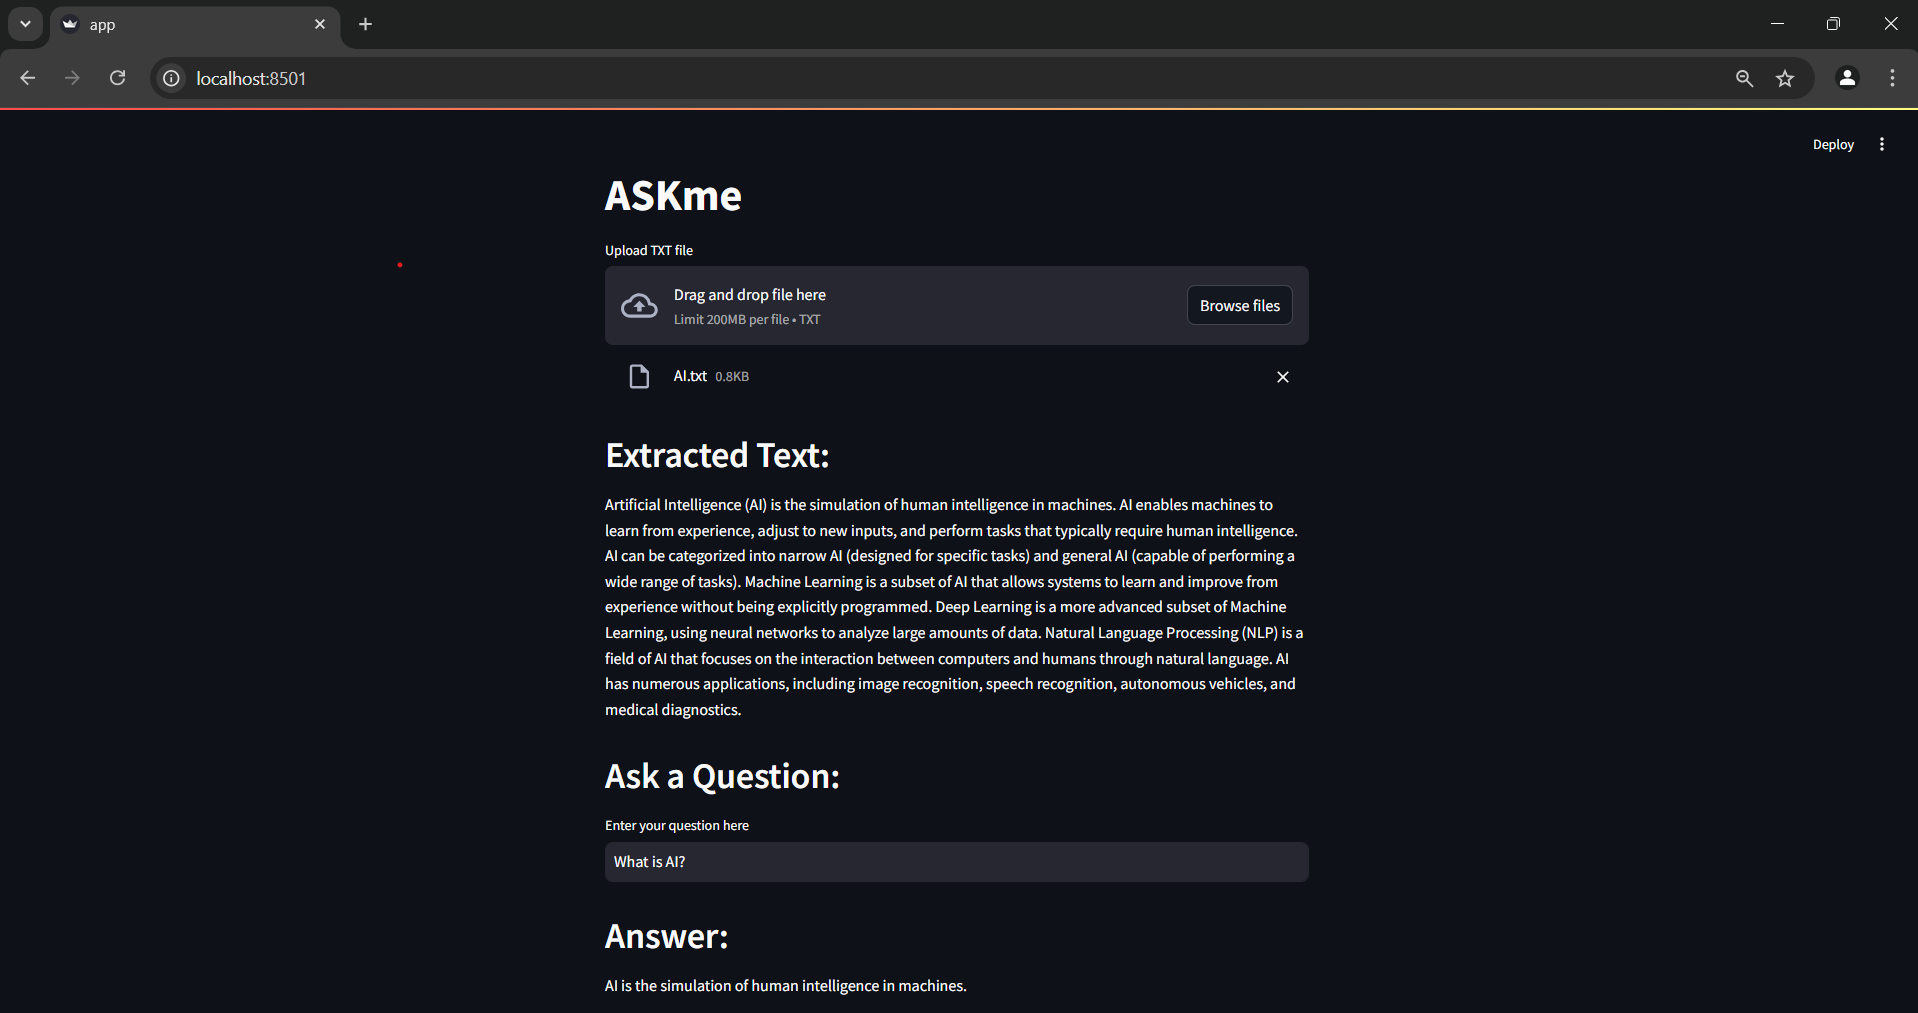 app
localhost:8501
Deploy
ASKme
Upload TXT file
Drag and drop file here
Limit 200MB per file • TXT
Browse files
AI.txt 0.8KB
Extracted Text:
Artificial Intelligence (AI) is the simulation of human intelligence in machines. AI enables machines to
learn from experience, adjust to new inputs, and perform tasks that typically require human intelligence.
AI can be categorized into narrow AI (designed for specific tasks) and general AI (capable of performing a
wide range of tasks). Machine Learning is a subset of AI that allows systems to learn and improve from
experience without being explicitly programmed. Deep Learning is a more advanced subset of Machine
Learning, using neural networks to analyze large amounts of data. Natural Language Processing (NLP) is a
field of AI that focuses on the interaction between computers and humans through natural language. AI
has numerous applications, including image recognition, speech recognition, autonomous vehicles, and
medical diagnostics.
Ask a Question:
Enter your question here
What is AI?
Answer:
AI is the simulation of human intelligence in machines.